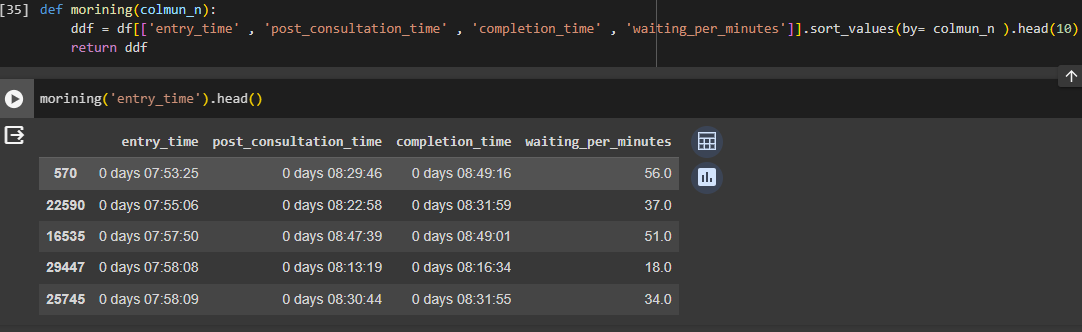 [35] def morining(colmun_n):
ddf = df[['entry_time' , 'post_consultation_time' , 'completion_time' , 'waiting_per_minutes']].sort_values(by= colmun_n ).head(10)
return ddf
morining('entry_time').head()
entry_time post_consultation_time completion_time waiting_per_minutes
570 0 days 07:53:25 0 days 08:29:46 0 days 08:49:16 56.0
22590 0 days 07:55:06 0 days 08:22:58 0 days 08:31:59 37.0
16535 0 days 07:57:50 0 days 08:47:39 0 days 08:49:01 51.0
29447 0 days 07:58:08 0 days 08:13:19 0 days 08:16:34 18.0
25745 0 days 07:58:09 0 days 08:30:44 0 days 08:31:55 34.0